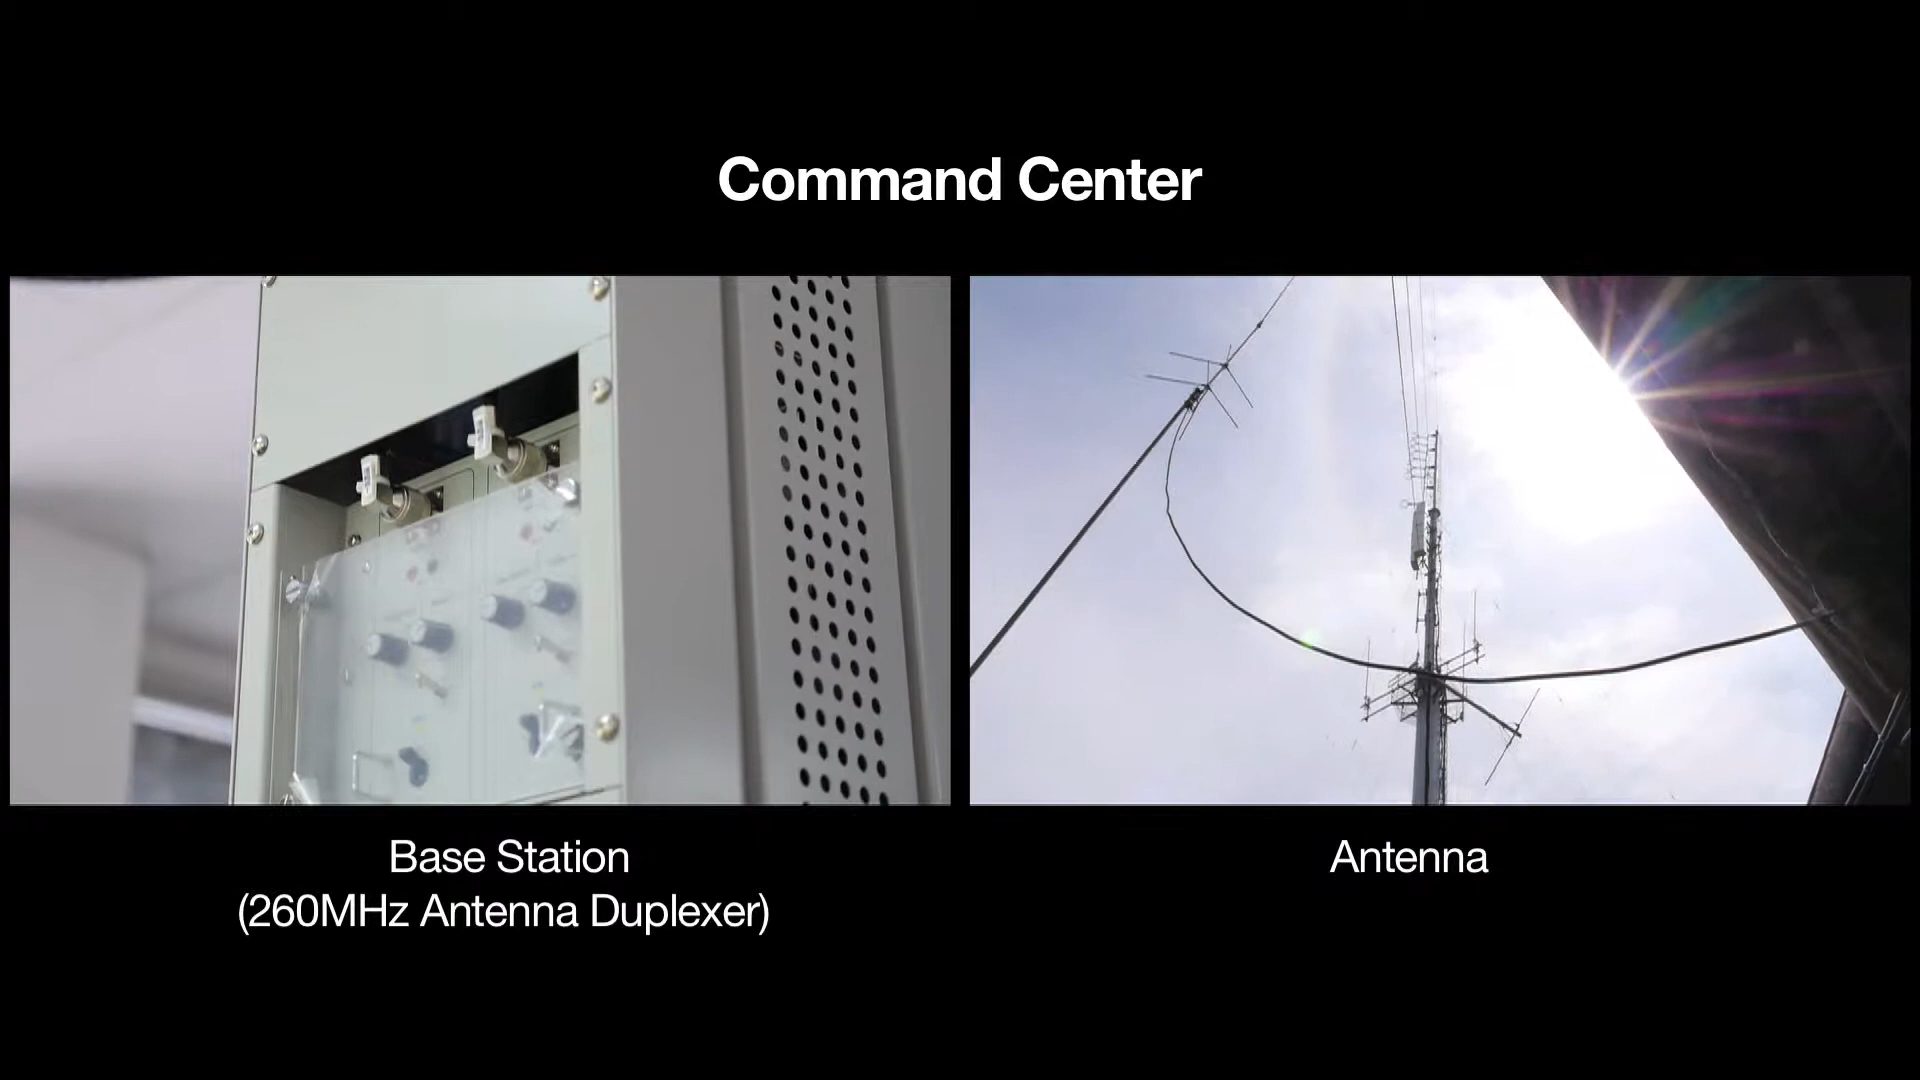 Command Center
Base Station
(260MHz Antenna Duplexer)
Antenna